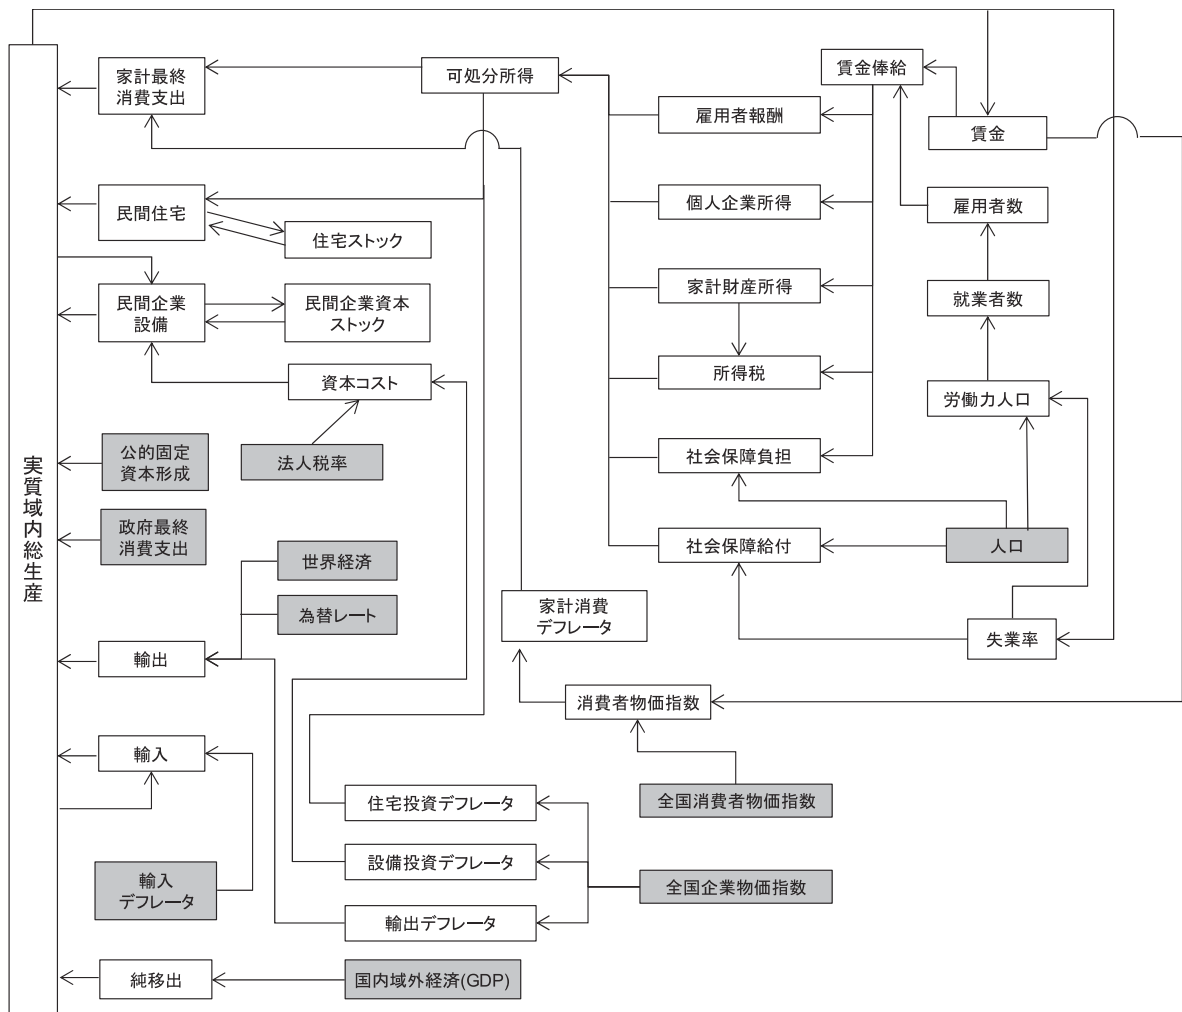 実質域内総生産
家計最終
消費支出
民間住宅
住宅ストック
民間企業
設備
民間企業資本
ストック
資本コスト
公的固定
資本形成
法人税率
政府最終
消費支出
世界経済
為替レート
輸出
輸入
輸入
デフレータ
純移出
国内域外経済(GDP)
可処分所得
雇用者報酬
個人企業所得
家計財産所得
所得税
社会保障負担
社会保障給付
家計消費
デフレータ
消費者物価指数
全国消費者物価指数
住宅投資デフレータ
設備投資デフレータ
輸出デフレータ
全国企業物価指数
賃金俸給
賃金
雇用者数
就業者数
労働力人口
人口
失業率